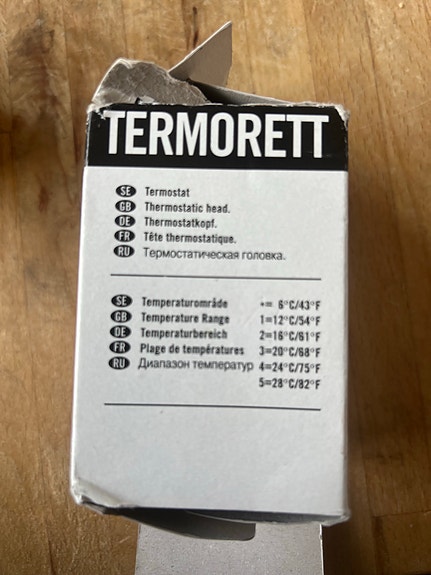 TERMORETT
SE Termostat
GB Thermostatic head.
DE Thermostatkopf.
FR Tête thermostatique.
RU Термостатическая головка.
SE Temperaturområde •= 6°C/43°F
GB Temperature Range 1=12°C/54°F
DE Temperaturbereich 2=16°C/61°F
FR Plage de températures 3=20°C/68°F
RU Диапазон температур 4=24°C/75°F
5=28°C/82°F